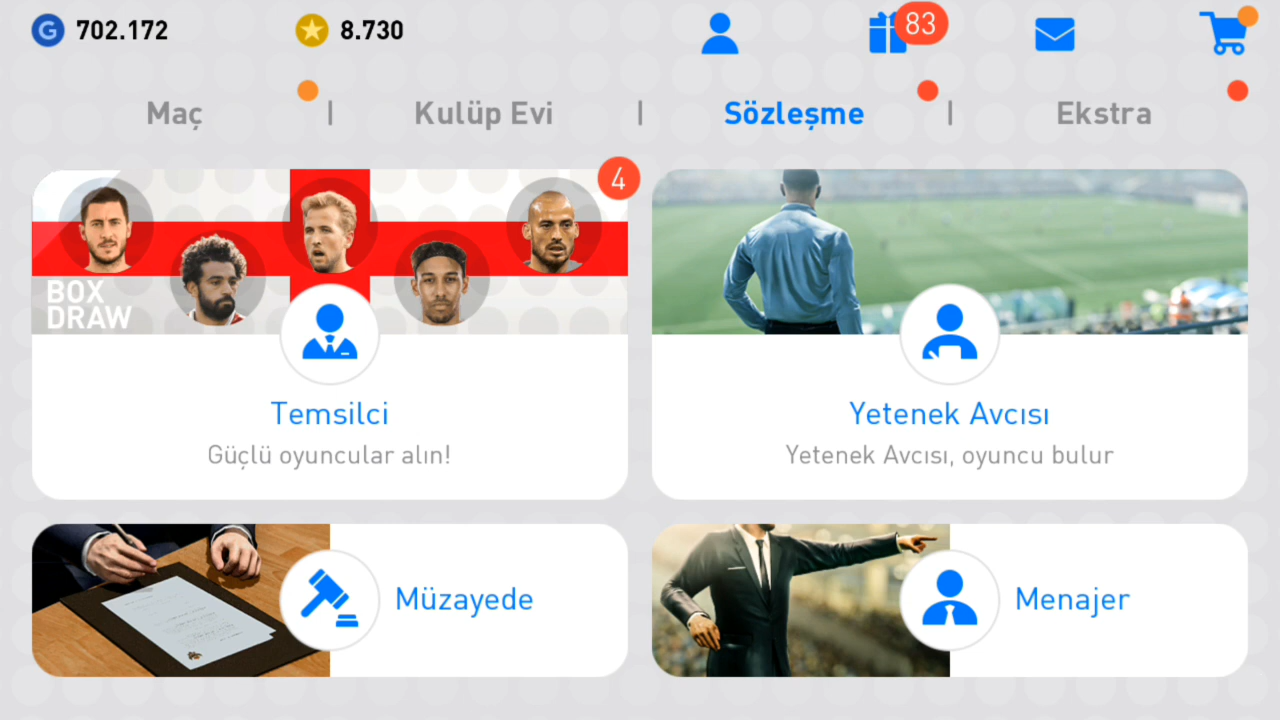 G 702.172
8.730
83
Maç | Kulüp Evi | Sözleşme | Ekstra
4
BOX
DRAW
Temsilci
Güçlü oyuncular alın!
Yetenek Avcısı
Yetenek Avcısı, oyuncu bulur
Müzayede
Menajer